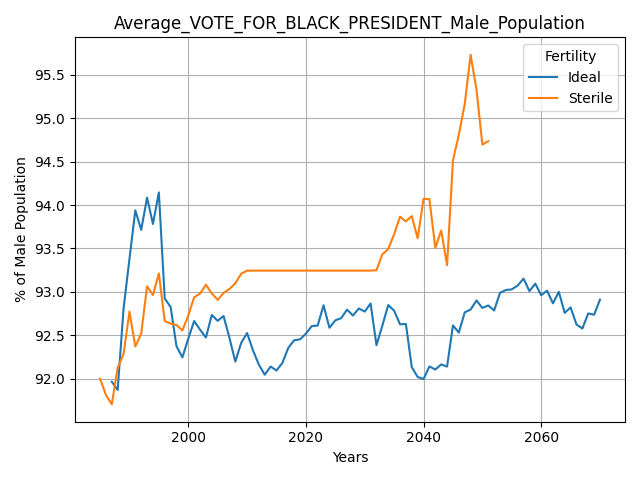 Average_VOTE_FOR_BLACK_PRESIDENT_Male_Population
Fertility
Ideal
Sterile
% of Male Population
95.5
95.0
94.5
94.0
93.5
93.0
92.5
92.0
2000 2020 2040 2060
Years